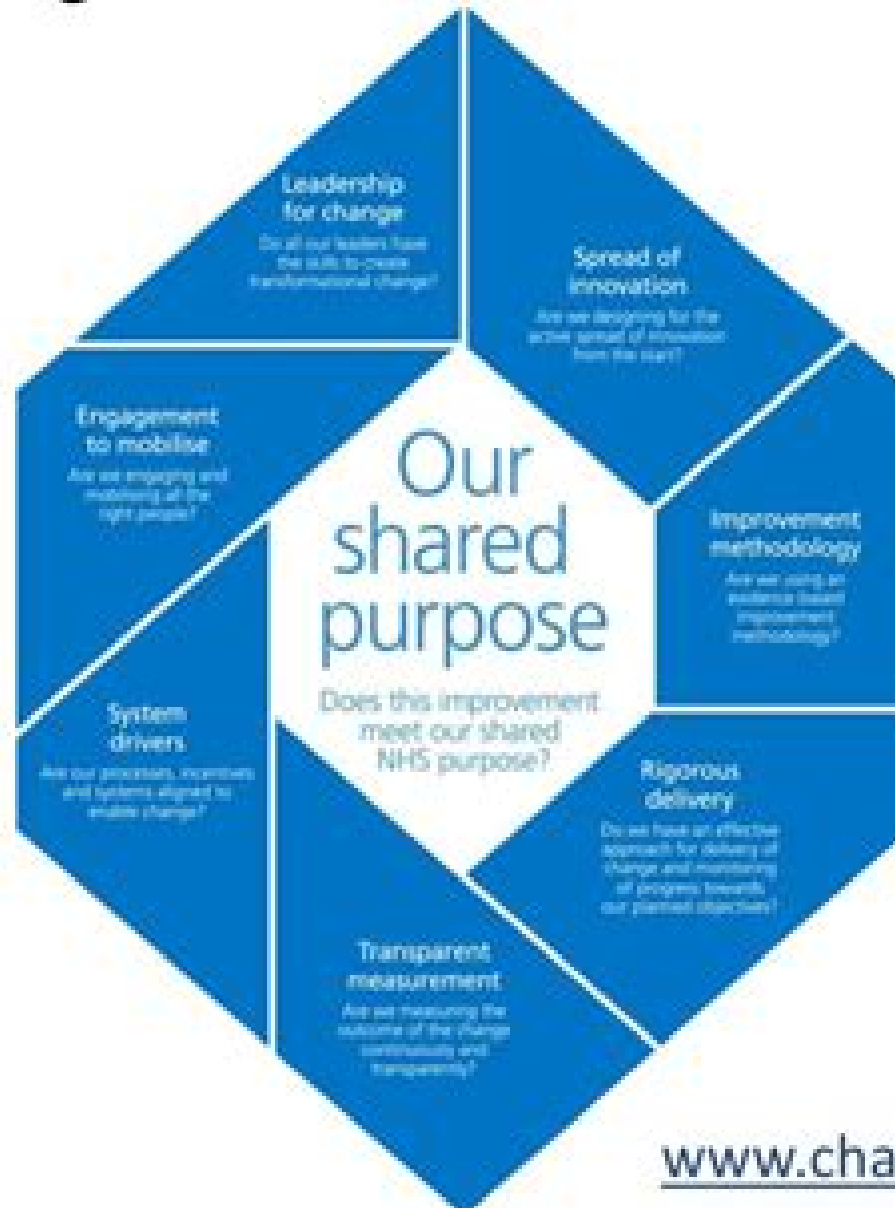 Leadership
for change
Do all our leaders have
the skills to create
transformational change?
Spread of
innovation
Are we designing for the
active spread of innovation
from the start?
Engagement
to mobilise
Are we engaging and
mobilising all the
right people?
Our
shared
purpose
Does this improvement
meet our shared
NHS purpose?
Improvement
methodology
Are we using an
evidence based
improvement
methodology?
System
drivers
Are our processes, incentives
and systems aligned to
enable change?
Rigorous
delivery
Do we have an effective
approach for delivery of
change and monitoring
of progress towards
our planned objectives?
Transparent
measurement
Are we measuring the
outcome of the change
continuously and
transparently?
www.cha